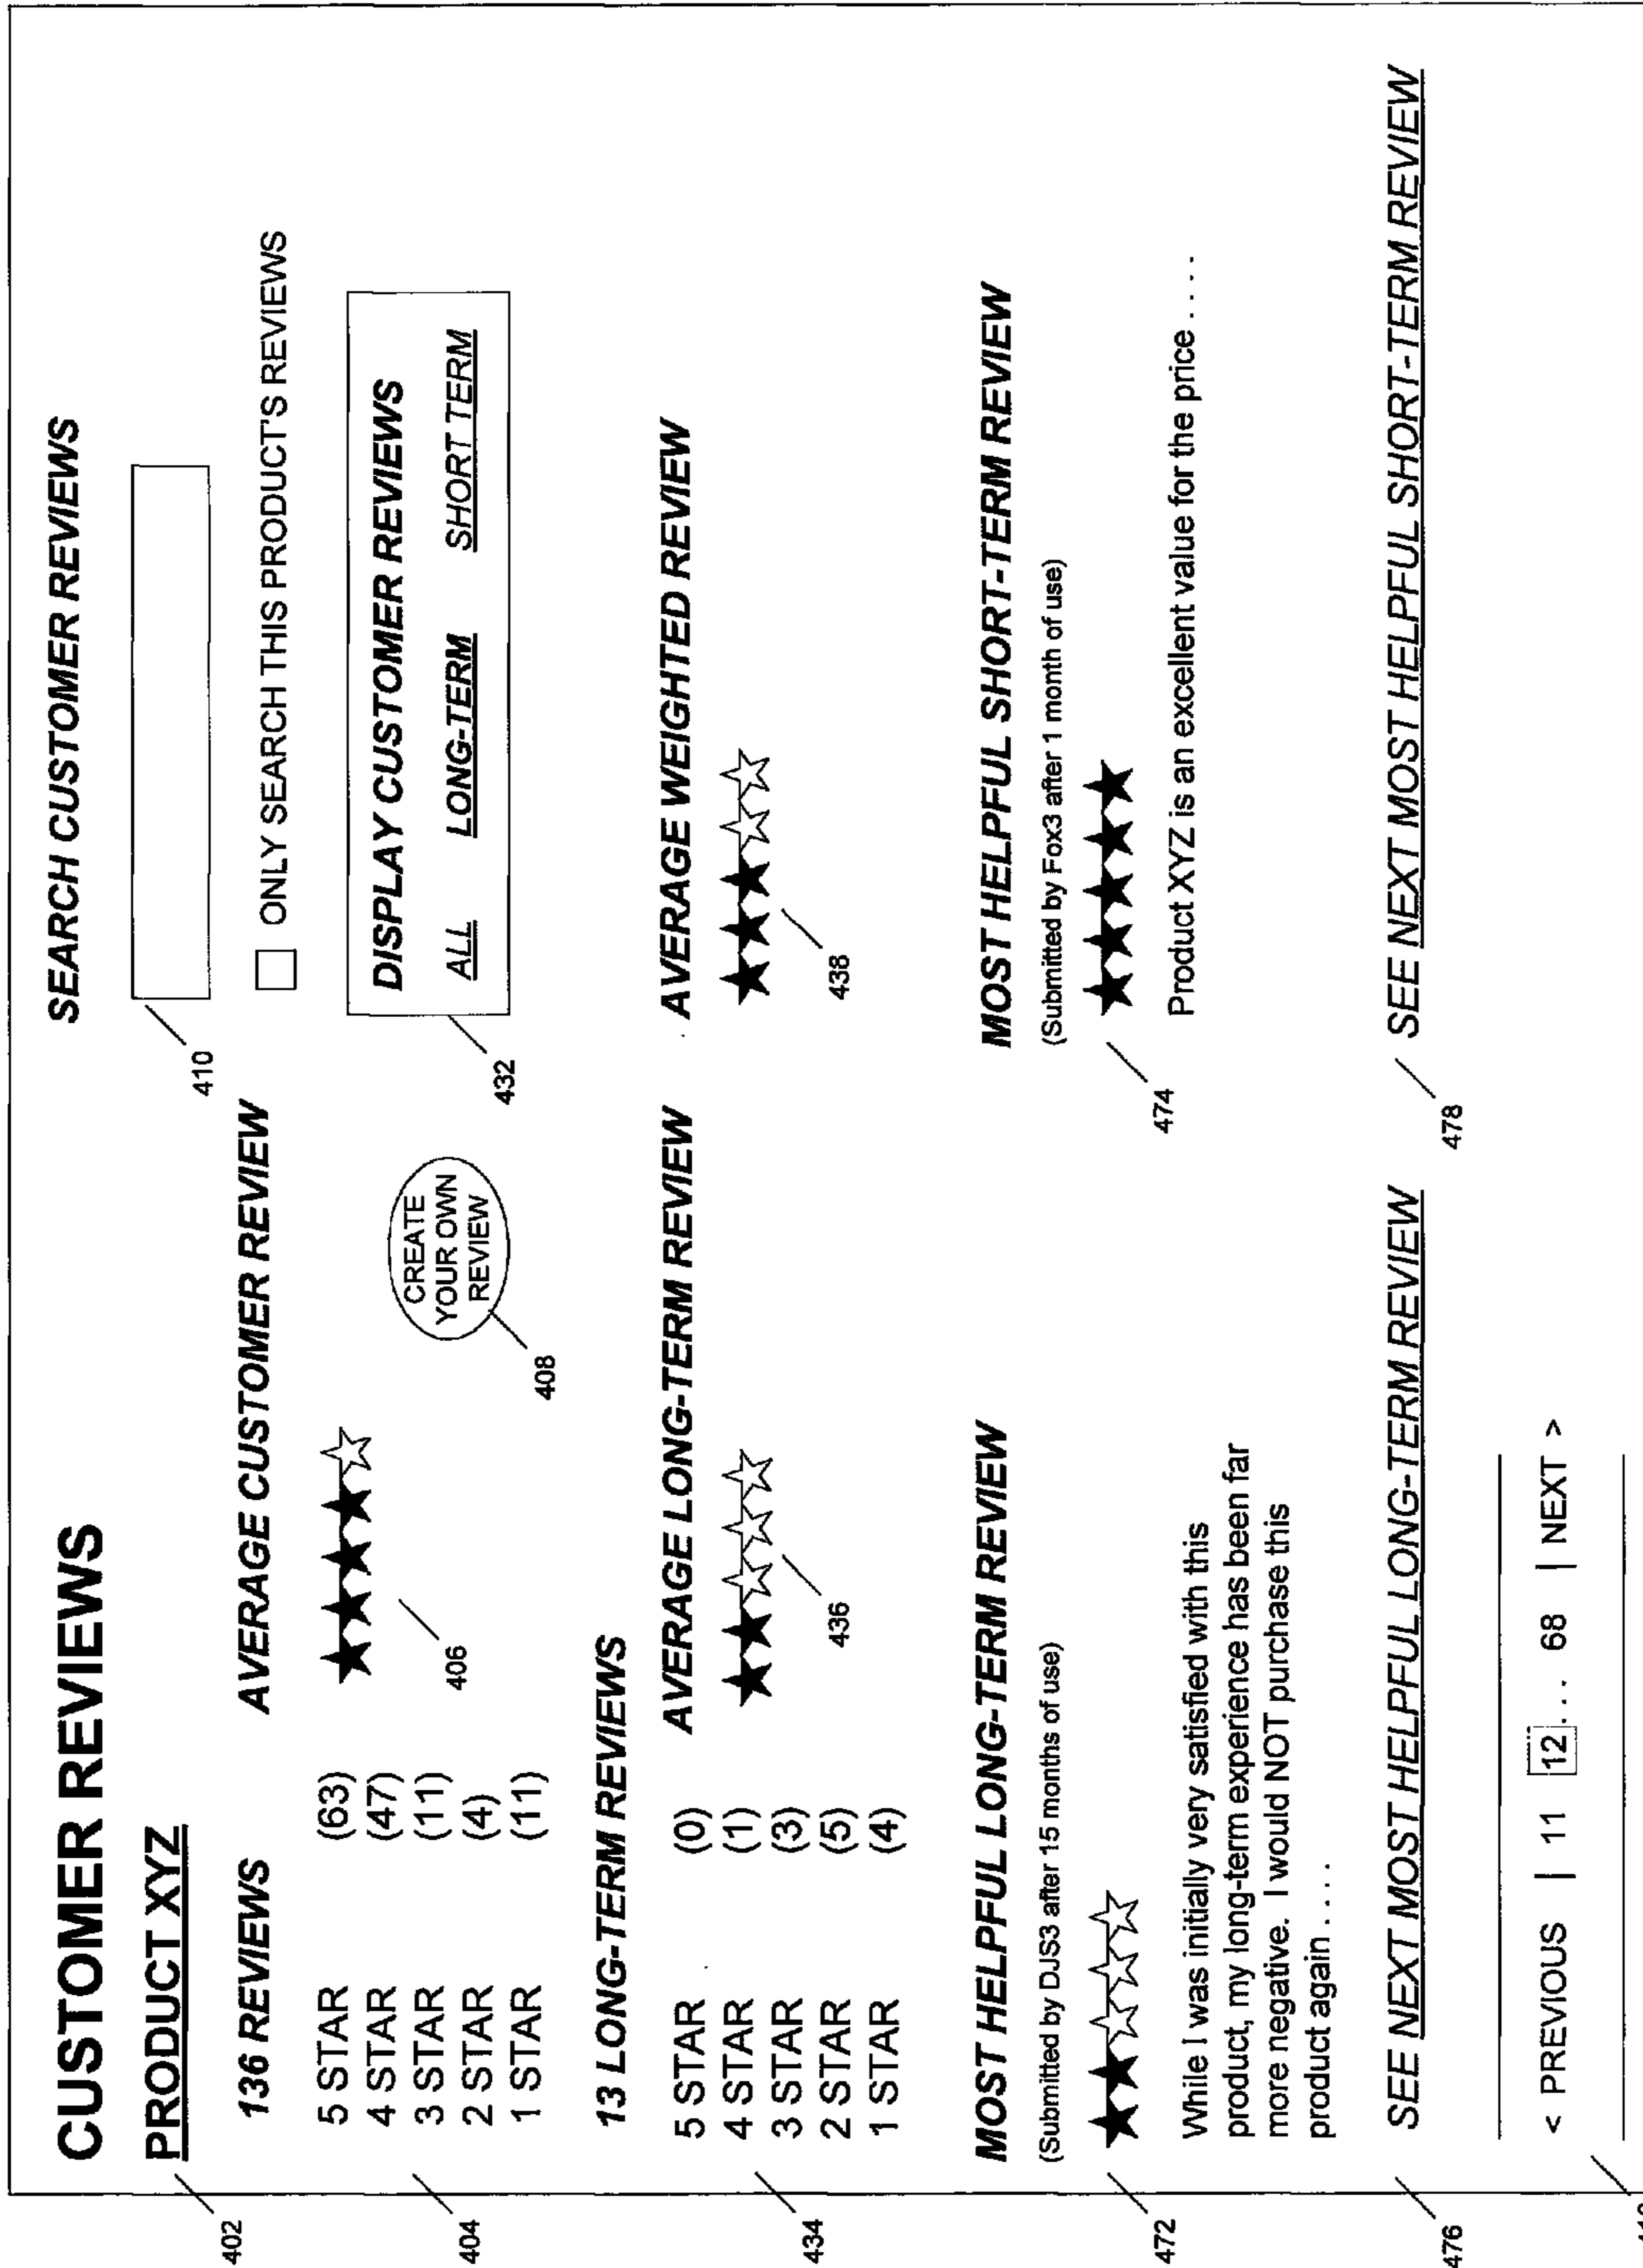 CUSTOMER REVIEWS
PRODUCT XYZ
402
136 REVIEWS
5 STAR (63)
4 STAR (47)
3 STAR (11)
2 STAR (4)
1 STAR (11)
404
AVERAGE CUSTOMER REVIEW
406
CREATE
YOUR OWN
REVIEW
408
SEARCH CUSTOMER REVIEWS
410
ONLY SEARCH THIS PRODUCT'S REVIEWS
DISPLAY CUSTOMER REVIEWS
ALL LONG-TERM SHORT TERM
432
13 LONG-TERM REVIEWS
5 STAR (0)
4 STAR (1)
3 STAR (3)
2 STAR (5)
1 STAR (4)
434
AVERAGE LONG-TERM REVIEW
436
AVERAGE WEIGHTED REVIEW
438
MOST HELPFUL LONG-TERM REVIEW
(Submitted by DJS3 after 15 months of use)
472
While I was initially very satisfied with this
product, my long-term experience has been far
more negative. I would NOT purchase this
product again . . . .
MOST HELPFUL SHORT-TERM REVIEW
(Submitted by Fox3 after 1 month of use)
474
Product XYZ is an excellent value for the price . . . .
SEE NEXT MOST HELPFUL LONG-TERM REVIEW
476
SEE NEXT MOST HELPFUL SHORT-TERM REVIEW
478
< PREVIOUS | 11 12 . . . 68 | NEXT >